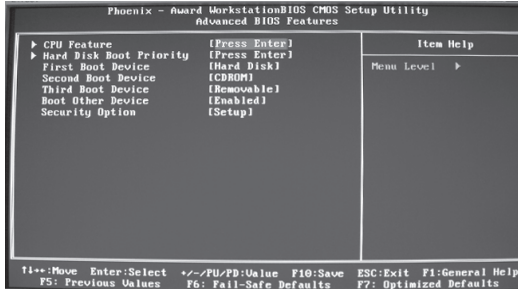 Phoenix - Award WorkstationBIOS CMOS Setup Utility
Advanced BIOS Features
CPU Feature [Press Enter]
Hard Disk Boot Priority [Press Enter]
First Boot Device [Hard Disk]
Second Boot Device [CDROM]
Third Boot Device [Removable]
Boot Other Device [Enabled]
Security Option [Setup]
Item Help
Menu Level
↑↓→←:Move Enter:Select +/-/PU/PD:Value F10:Save ESC:Exit F1:General Help
F5: Previous Values F6: Fail-Safe Defaults F7: Optimized Defaults